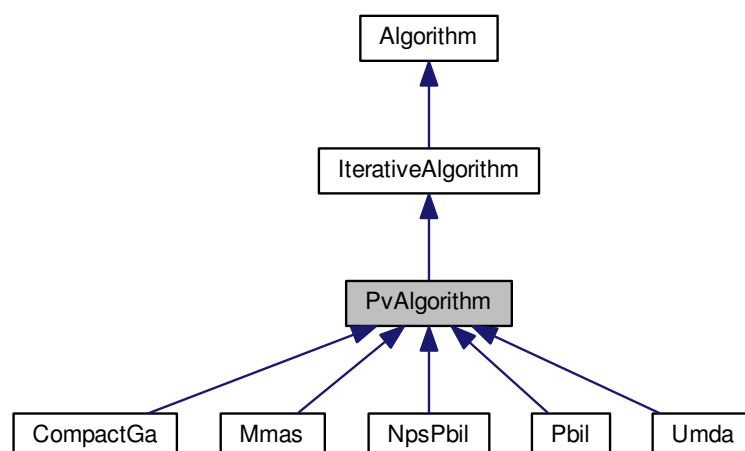 Algorithm
IterativeAlgorithm
PvAlgorithm
CompactGa
Mmas
NpsPbil
Pbil
Umda